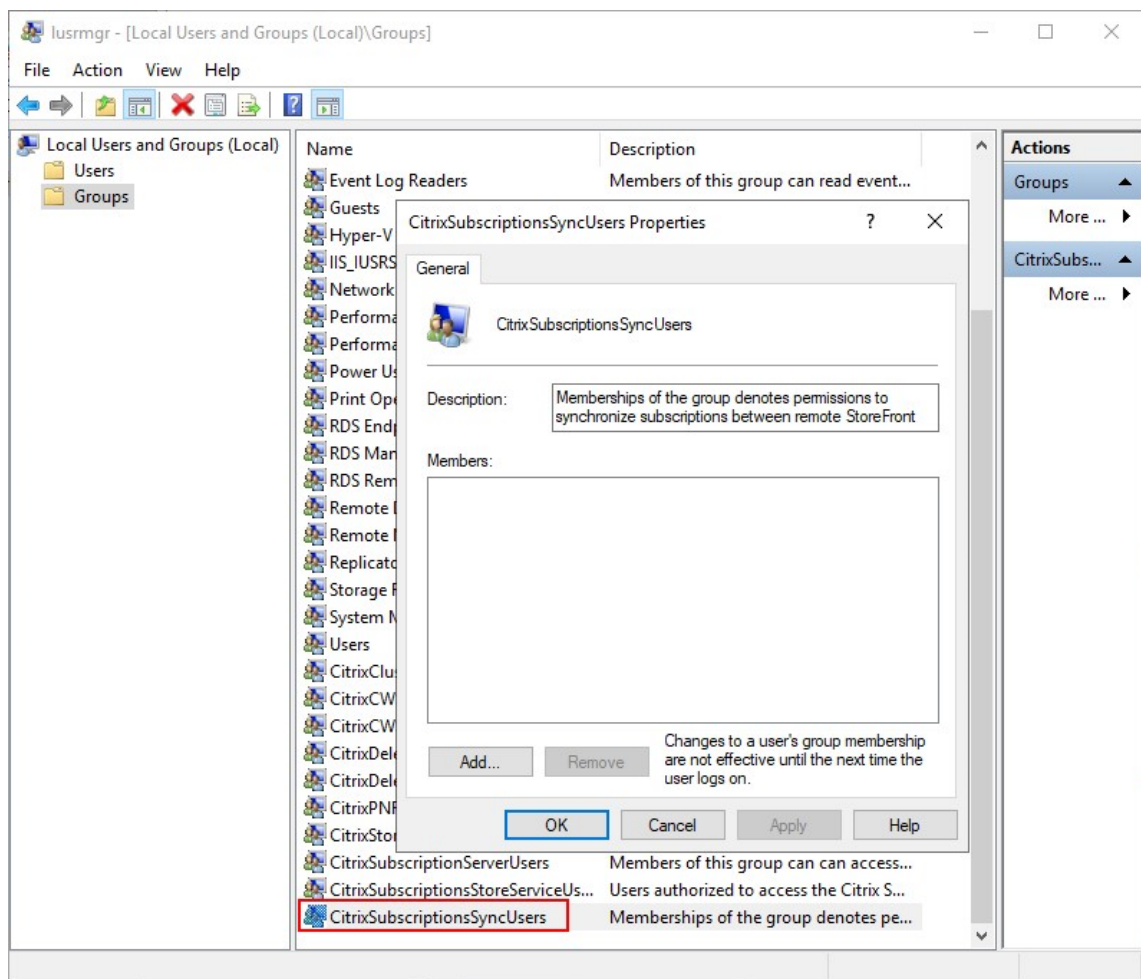 lusrmgr - [Local Users and Groups (Local)\Groups]
File Action View Help
Local Users and Groups (Local)
Users
Groups
Name Description
Event Log Readers Members of this group can read event...
Guests
Hyper-V
IIS_IUSRS
Network
Performa
Performa
Power Us
Print Ope
RDS Endp
RDS Man
RDS Rem
Remote
Remote
Replicato
Storage
System
Users
CitrixClus
CitrixCW
CitrixCW
CitrixDele
CitrixDele
CitrixPNF
CitrixStor
CitrixSubscriptionServerUsers Members of this group can can access...
CitrixSubscriptionsStoreServiceUs... Users authorized to access the Citrix S...
CitrixSubscriptionsSyncUsers Memberships of the group denotes pe...
CitrixSubscriptionsSyncUsers Properties ?
General
CitrixSubscriptionsSyncUsers
Description: Memberships of the group denotes permissions to
synchronize subscriptions between remote StoreFront
Members:
Add... Remove
Changes to a user's group membership
are not effective until the next time the
user logs on.
OK Cancel Apply Help
Actions
Groups
More ...
CitrixSubs...
More ...